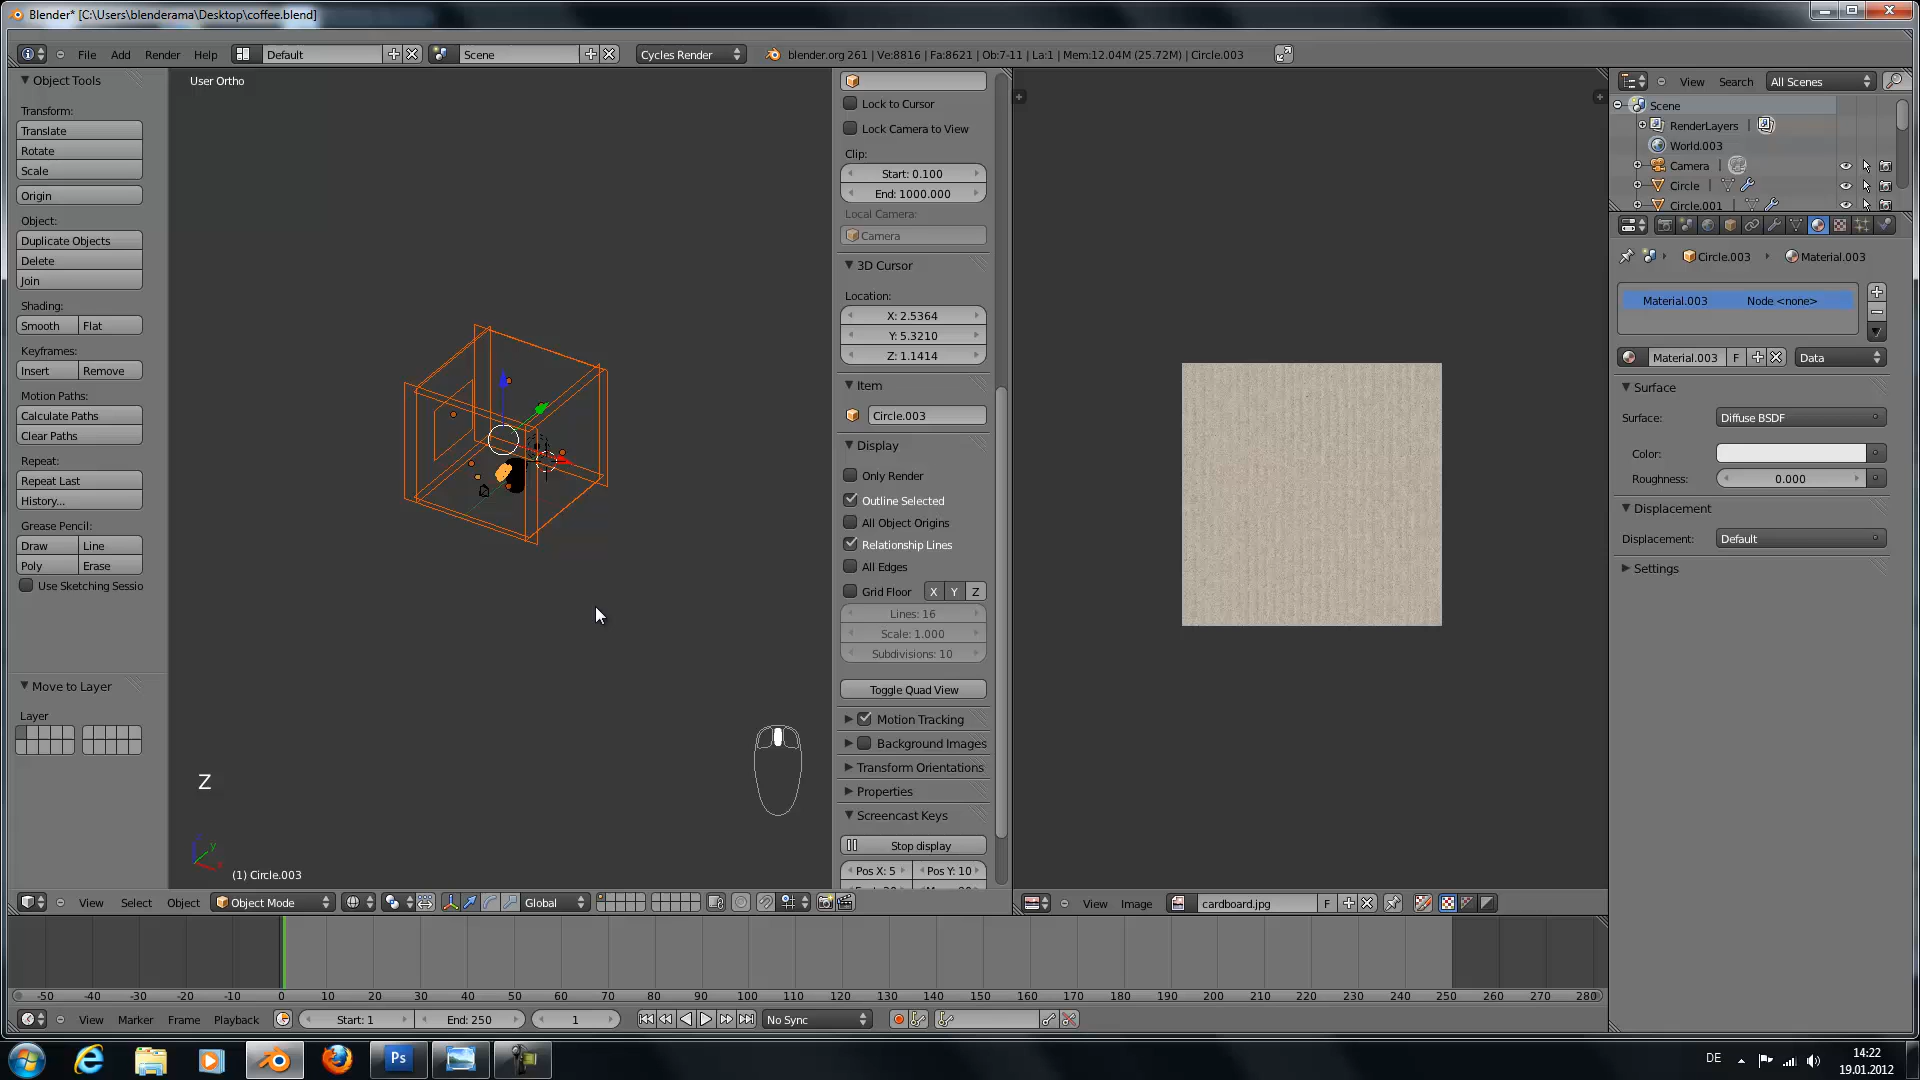 Blender* [C:\Users\blenderama\Desktop\coffee.blend]
File Add Render Help Default Scene Cycles Render blender.org 261 | Ve:8816 | Fa:8621 | Ob:7-11 | La:1 | Mem:12.04M (25.72M) | Circle.003
Object Tools
Transform:
Translate
Rotate
Scale
Origin
Object:
Duplicate Objects
Delete
Join
Shading:
Smooth Flat
Keyframes:
Insert Remove
Motion Paths:
Calculate Paths
Clear Paths
Repeat:
Repeat Last
History...
Grease Pencil:
Draw Line
Poly Erase
Use Sketching Sessio
Move to Layer
Layer
User Ortho
Z
z
y
x
(1) Circle.003
Lock to Cursor
Lock Camera to View
Clip:
Start: 0.100
End: 1000.000
Local Camera:
Camera
3D Cursor
Location:
X: 2.5364
Y: 5.3210
Z: 1.1414
Item
Circle.003
Display
Only Render
Outline Selected
All Object Origins
Relationship Lines
All Edges
Grid Floor X Y Z
Lines: 16
Scale: 1.000
Subdivisions: 10
Toggle Quad View
Motion Tracking
Background Images
Transform Orientations
Properties
Screencast Keys
Stop display
Pos X: 5 Pos Y: 10
View Search All Scenes
Scene
RenderLayers |
World.003
Camera |
Circle |
Circle.001 |
Circle.003 Material.003
Material.003 Node <none>
Material.003 F Data
Surface
Surface: Diffuse BSDF
Color:
Roughness: 0.000
Displacement
Displacement: Default
Settings
View Select Object Object Mode Global
View Image cardboard.jpg F
-50 -40 -30 -20 -10 0 10 20 30 40 50 60 70 80 90 100 110 120 130 140 150 160 170 180 190 200 210 220 230 240 250 260 270 280
View Marker Frame Playback Start: 1 End: 250 1 No Sync
Ps
DE
14:22
19.01.2012